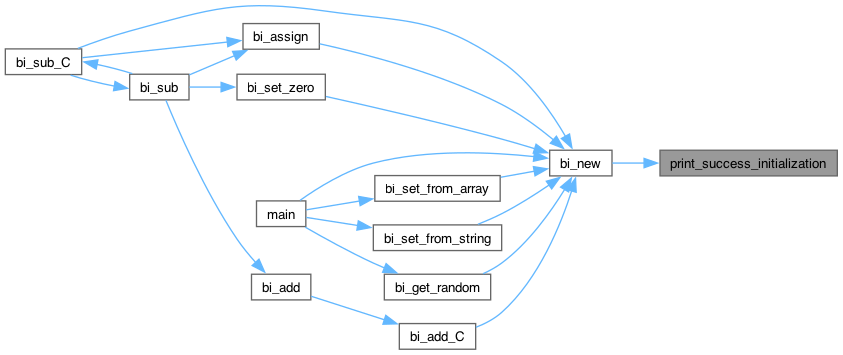 bi_assign
bi_sub_C
bi_sub
bi_set_zero
bi_new
print_success_initialization
bi_set_from_array
main
bi_set_from_string
bi_add
bi_get_random
bi_add_C